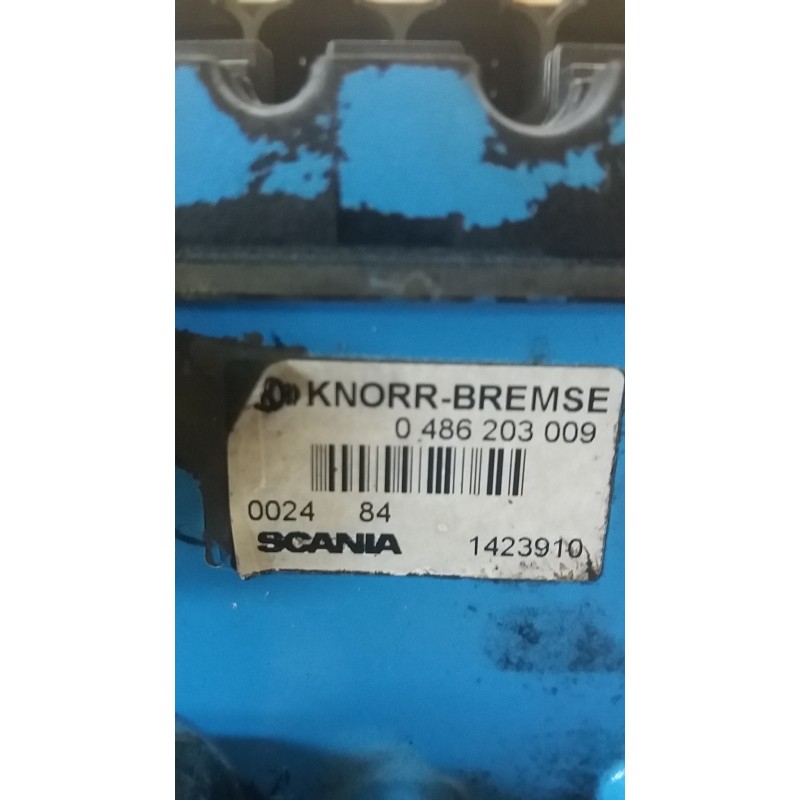 KNORR-BREMSE
0 486 203 009
0024 84
SCANIA 1423910